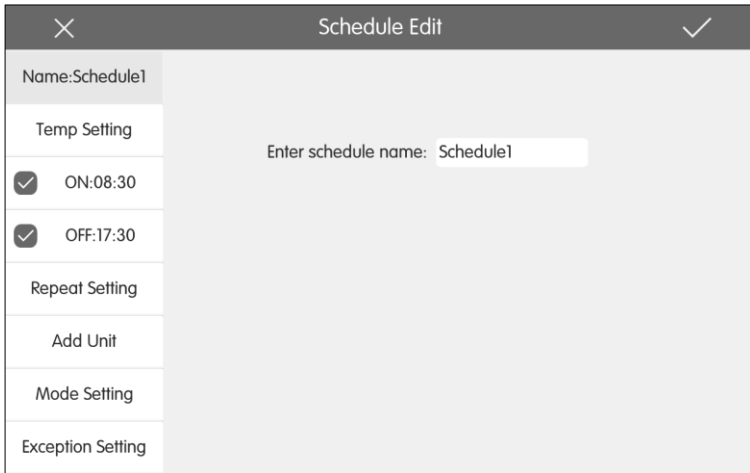 Schedule Edit
Name:Schedule1
Temp Setting
ON:08:30
OFF:17:30
Repeat Setting
Add Unit
Mode Setting
Exception Setting
Enter schedule name: Schedule1